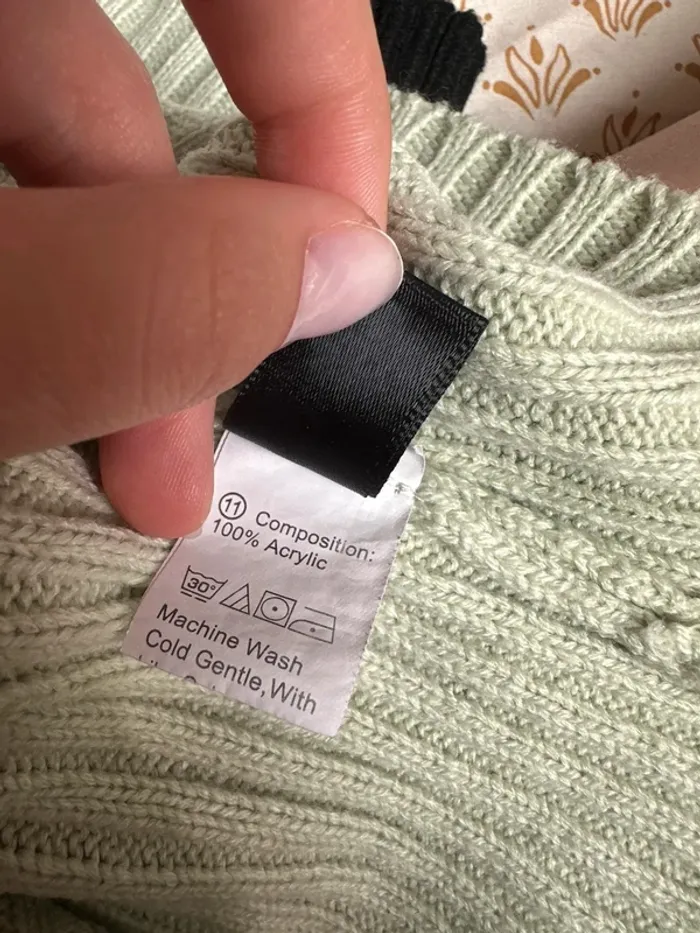 ⑪ Composition:
100% Acrylic
30°
Machine Wash
Cold Gentle,With